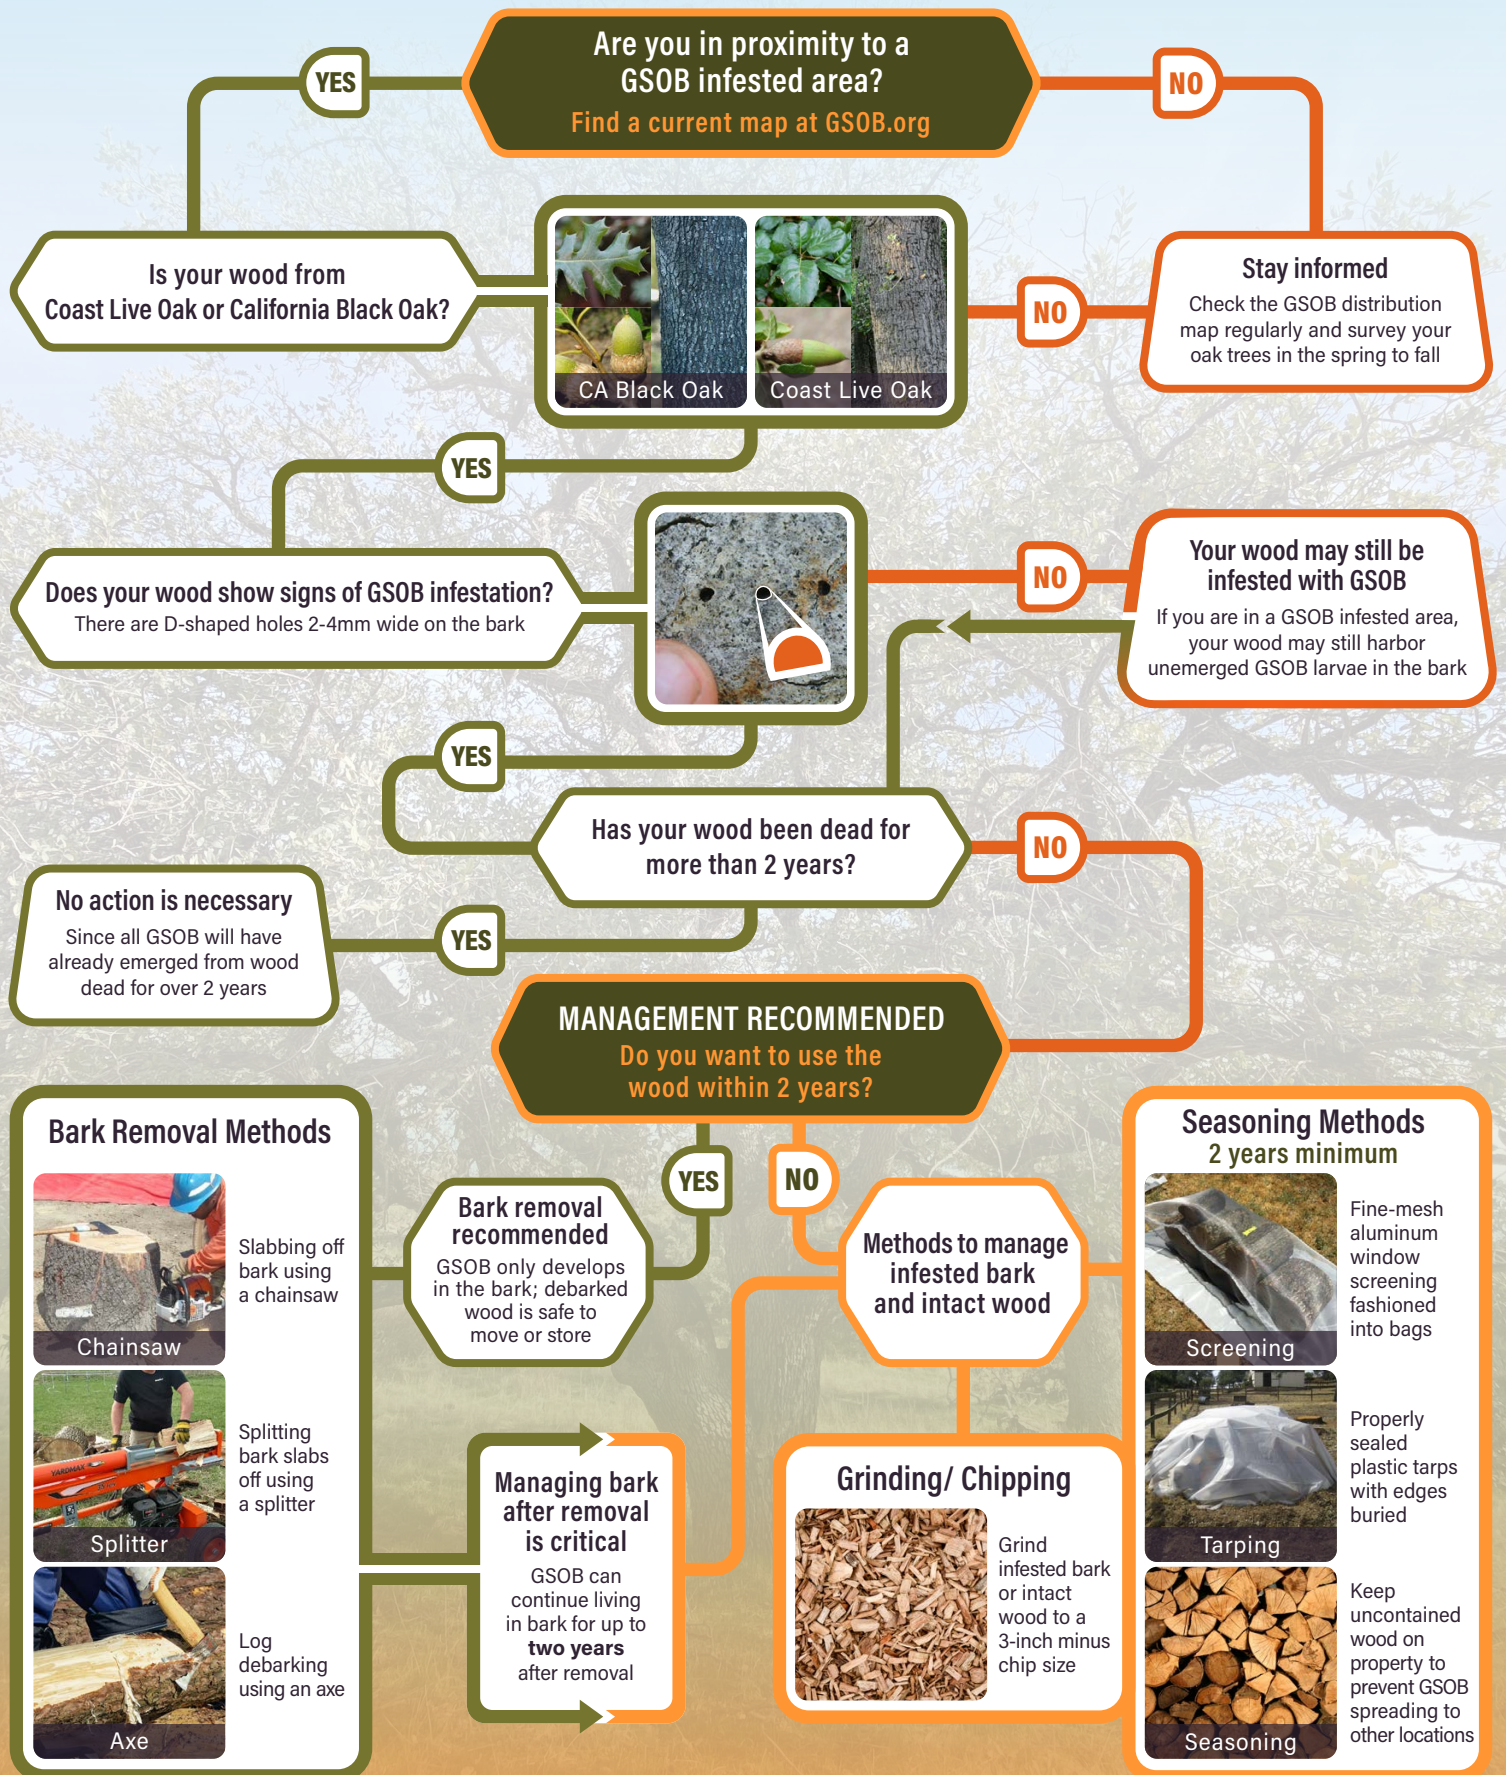 Are you in proximity to a
GSOB infested area?
Find a current map at GSOB.org
YES
NO
Is your wood from
Coast Live Oak or California Black Oak?
CA Black Oak
Coast Live Oak
NO
Stay informed
Check the GSOB distribution
map regularly and survey your
oak trees in the spring to fall
YES
Does your wood show signs of GSOB infestation?
There are D-shaped holes 2-4mm wide on the bark
NO
Your wood may still be
infested with GSOB
If you are in a GSOB infested area,
your wood may still harbor
unemerged GSOB larvae in the bark
YES
Has your wood been dead for
more than 2 years?
NO
No action is necessary
Since all GSOB will have
already emerged from wood
dead for over 2 years
YES
MANAGEMENT RECOMMENDED
Do you want to use the
wood within 2 years?
YES
NO
Bark Removal Methods
Chainsaw
Slabbing off
bark using
a chainsaw
YARDMAX
Splitter
Splitting
bark slabs
off using
a splitter
Axe
Log
debarking
using an axe
Bark removal
recommended
GSOB only develops
in the bark; debarked
wood is safe to
move or store
Managing bark
after removal
is critical
GSOB can
continue living
in bark for up to
two years
after removal
Methods to manage
infested bark
and intact wood
Grinding/ Chipping
Grind
infested bark
or intact
wood to a
3-inch minus
chip size
Seasoning Methods
2 years minimum
Screening
Fine-mesh
aluminum
window
screening
fashioned
into bags
Tarping
Properly
sealed
plastic tarps
with edges
buried
Seasoning
Keep
uncontained
wood on
property to
prevent GSOB
spreading to
other locations